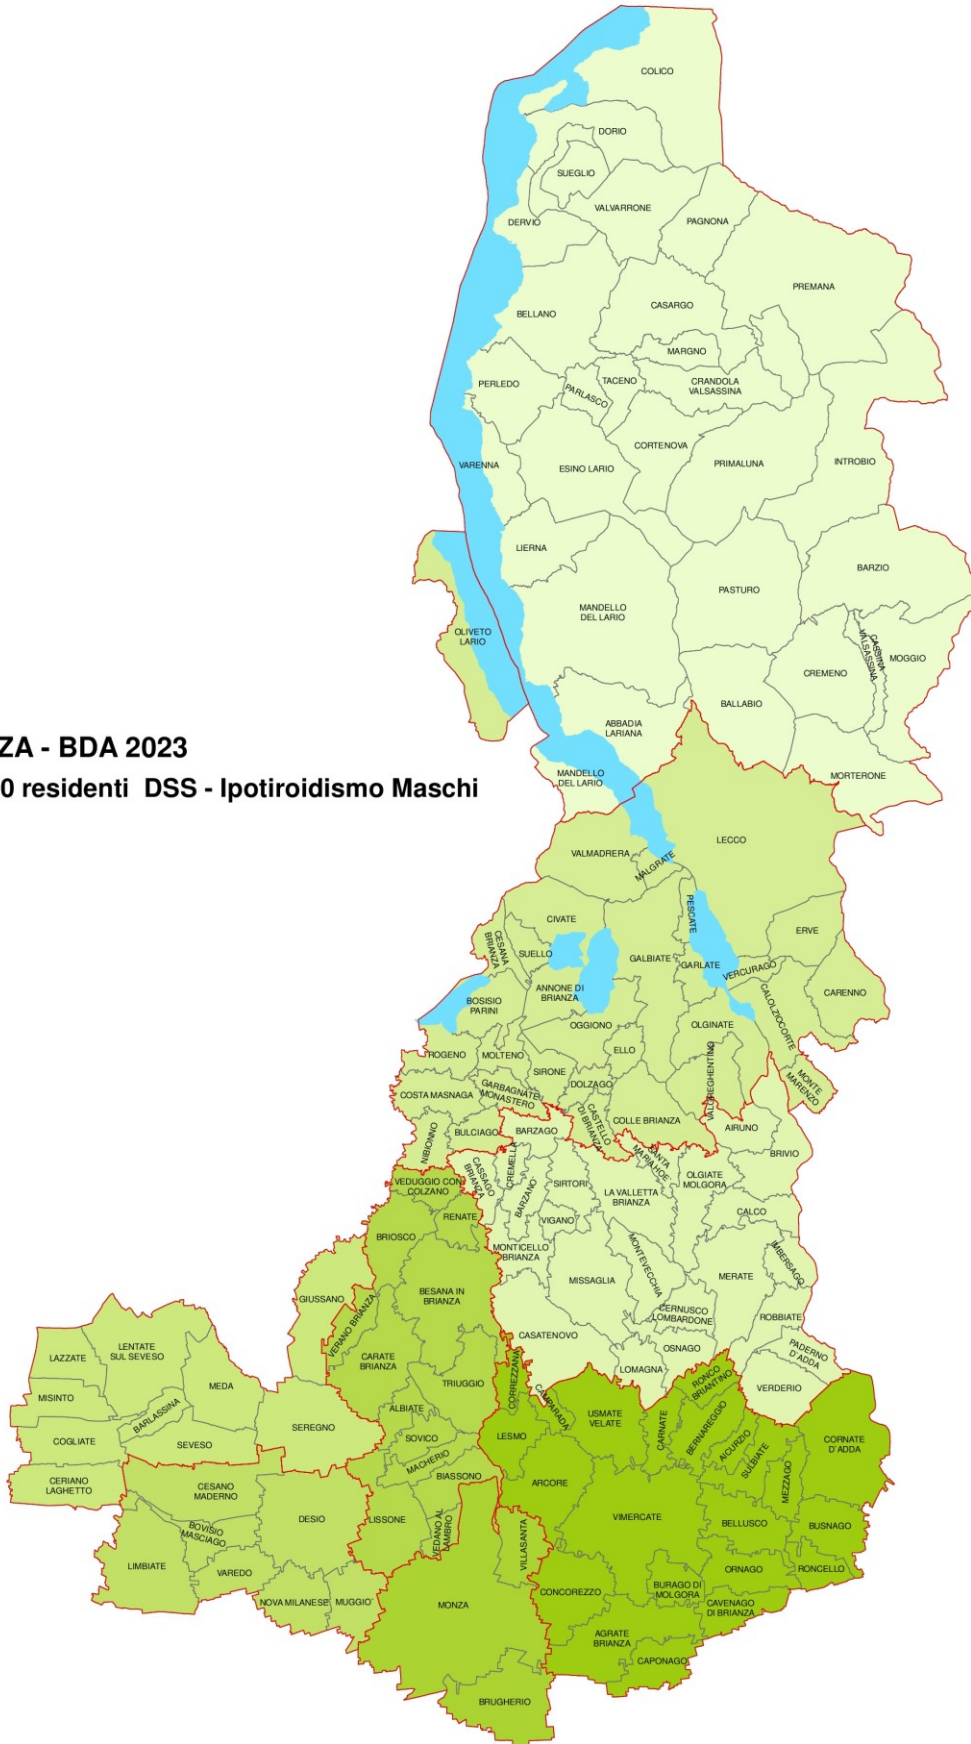 COLICO
DORIO
SUEGLIO
VALVARRONE
PAGNONA
DERVIO
PREMANA
BELLANO
CASARGO
MARGNO
PERLEDO
TACENO
CRANDOLA
VALSASSINA
PARLASCO
CORTENOVA
VARENNA
ESINO LARIO
PRIMALUNA
INTROBIO
LIERNA
BARZIO
PASTURO
MANDELLO
DEL LARIO
OLIVETO
LARIO
CASSINA
VALSASSINA
MOGGIO
CREMENO
BALLABIO
ABBADIA
LARIANA
ZA - BDA 2023
0 residenti DSS - Ipotiroidismo Maschi
MANDELLO
DEL LARIO
MORTERONE
LECCO
VALMADRERA
MALGRATE
PESCATE
CIVATE
ERVE
CESANA
BRIANZA
SUELLO
GALBIATE
GARLATE
VERCURAGO
CARENNO
ANNONE DI
BRIANZA
BOSISIO
PARINI
CALOLZIOCORTE
OGGIONO
OLGINATE
ELLO
ROGENO
MOLTENO
SIRONE
DOLZAGO
VALGREGHENTINO
MONTE
MARENZO
COSTA MASNAGA
GARBAGNATE
MONASTERO
CASTELLO
DI BRIANZA
COLLE BRIANZA
AIRUNO
BULCIAGO
BARZAGO
NIBIONNO
BRIVIO
CREMELLA
CASSAGO
BRIANZA
SANTA
MARIA HOE
OLGIATE
MOLGORA
VEDUGGIO CON
COLZANO
BARZANO'
SIRTORI
LA VALLETTA
BRIANZA
CALCO
RENATE
VIGANO
BRIOSCO
MONTICELLO
BRIANZA
MONTEVECCHIA
IMBERSAGO
MISSAGLIA
MERATE
BESANA IN
BRIANZA
GIUSSANO
VERANO BRIANZA
CERNUSCO
LOMBARDONE
ROBBIATE
CASATENOVO
OSNAGO
PADERNO
D'ADDA
LENTATE
SUL SEVESO
LAZZATE
CARATE
BRIANZA
LOMAGNA
TRIUGGIO
CORREZZANA
RONCO
BRIANTINO
VERDERIO
MEDA
MISINTO
CAMPARADA
ALBIATE
BARLASSINA
USMATE
VELATE
CARNATE
BERNAREGGIO
SEREGNO
SOVICO
LESMO
AICURZIO
COGLIATE
SEVESO
CORNATE
D'ADDA
MACHERIO
SULBIATE
BIASSONO
ARCORE
MEZZAGO
CERIANO
LAGHETTO
CESANO
MADERNO
DESIO
LISSONE
VEDANO AL
LAMBRO
VIMERCATE
BELLUSCO
BUSNAGO
BOVISIO
MASCIAGO
VILLASANTA
LIMBIATE
VAREDO
ORNAGO
RONCELLO
CONCOREZZO
BURAGO DI
MOLGORA
NOVA MILANESE
MUGGIO'
MONZA
CAVENAGO
DI BRIANZA
AGRATE
BRIANZA
CAPONAGO
BRUGHERIO